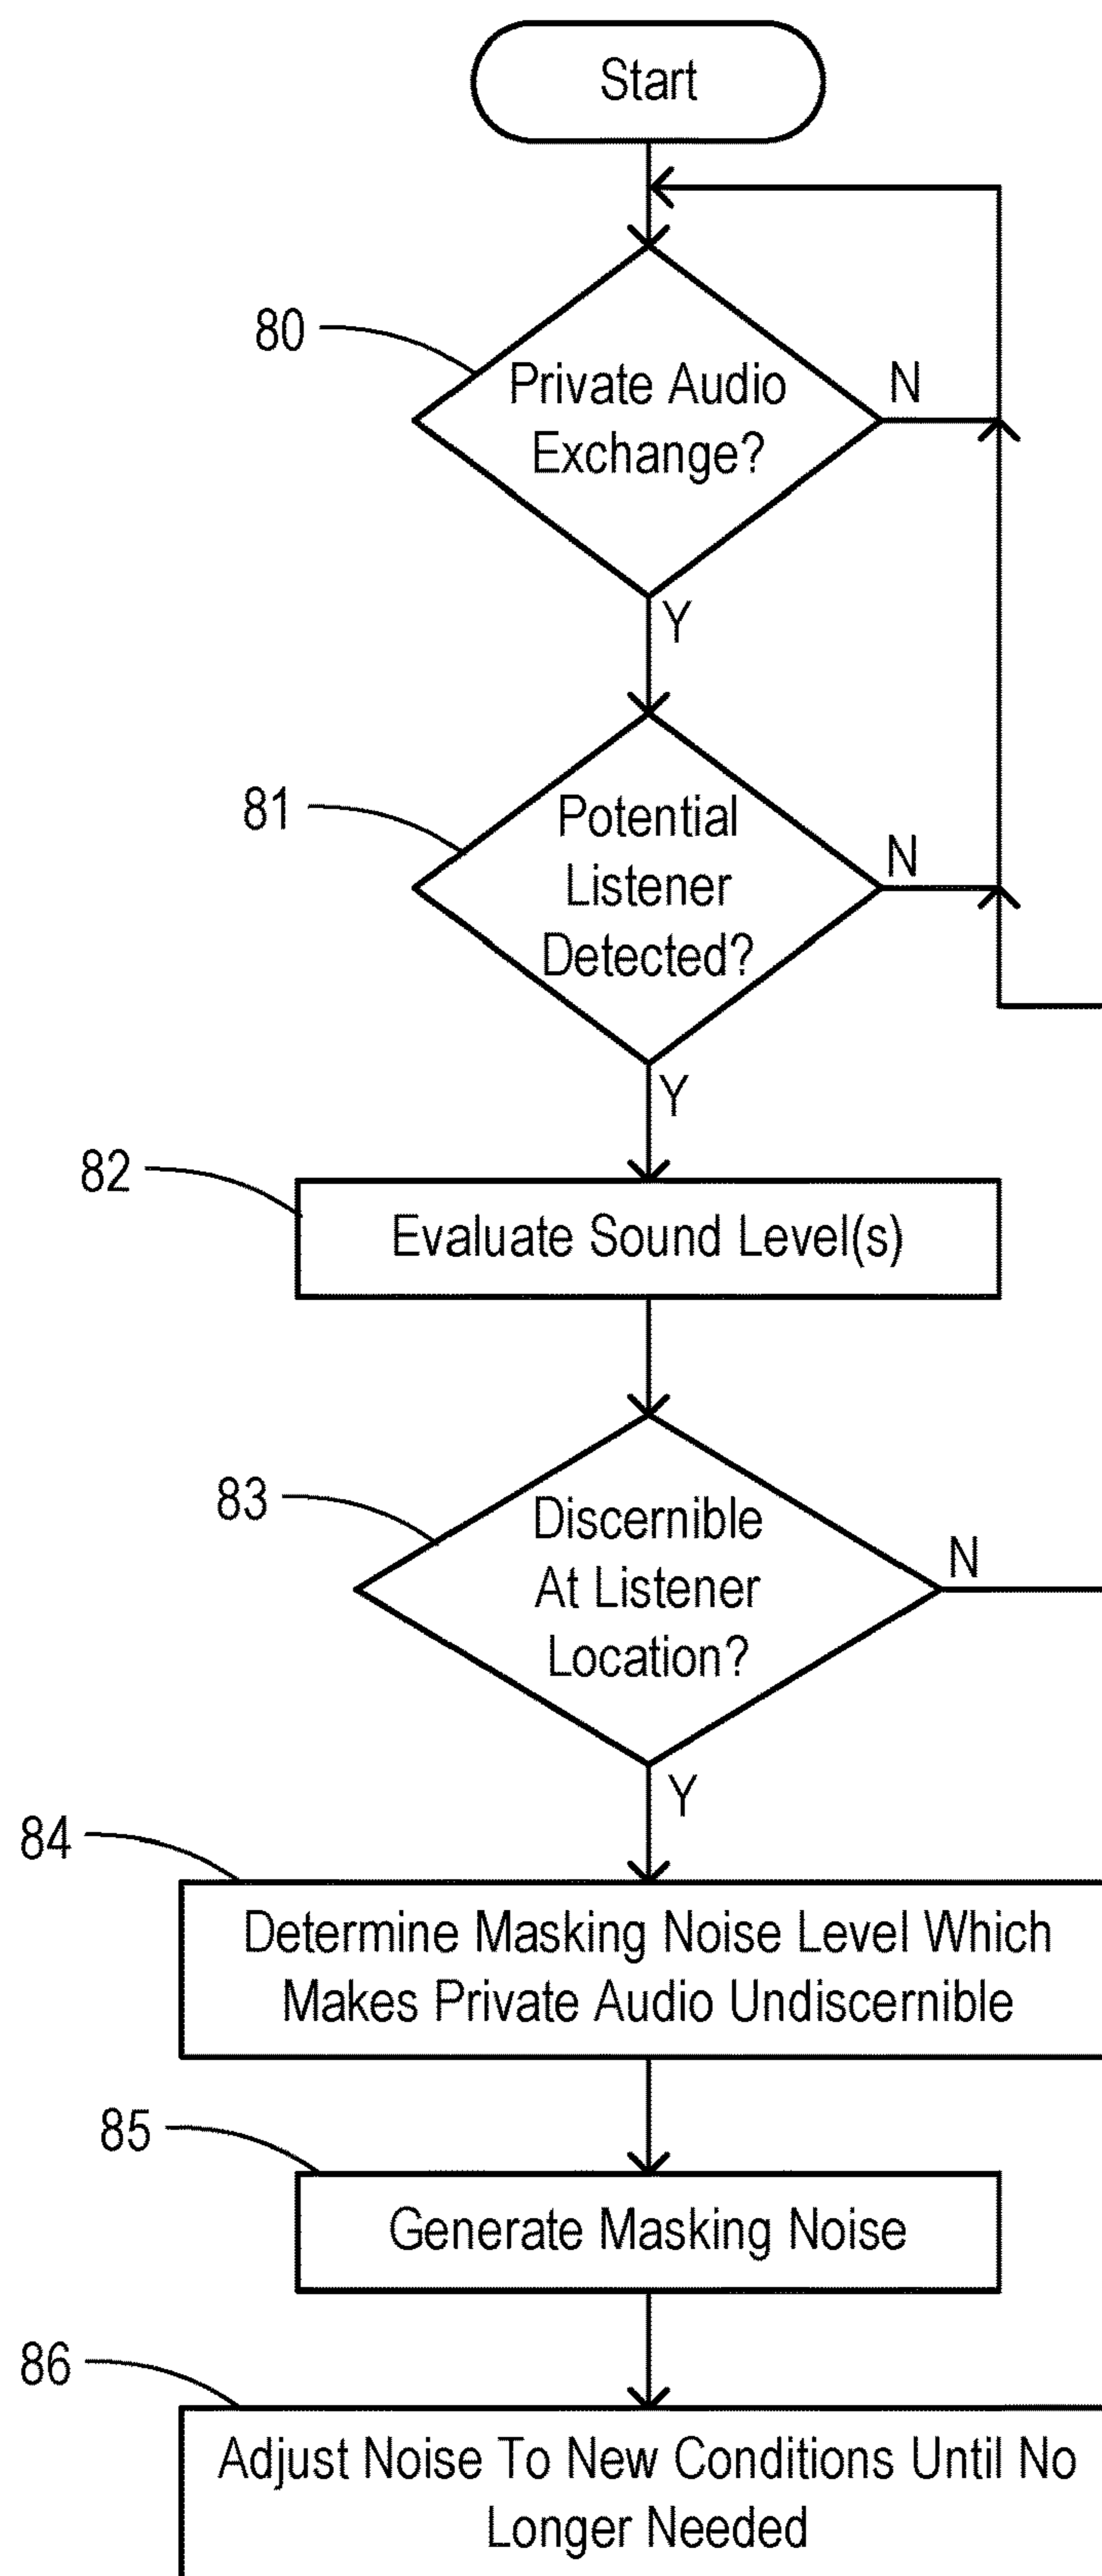 Start
80
Private Audio
Exchange?
N
Y
81
Potential
Listener
Detected?
N
Y
82
Evaluate Sound Level(s)
83
Discernible
At Listener
Location?
N
Y
84
Determine Masking Noise Level Which
Makes Private Audio Undiscernible
85
Generate Masking Noise
86
Adjust Noise To New Conditions Until No
Longer Needed